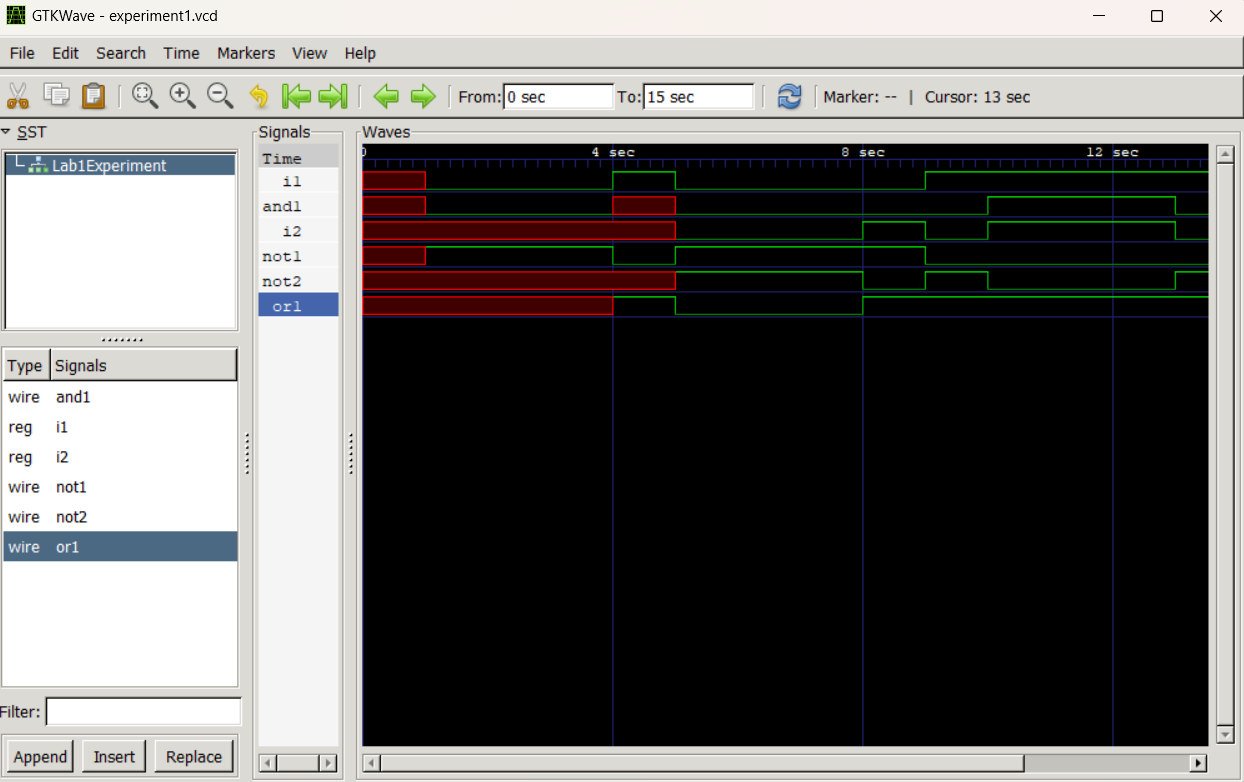 GTKWave - experiment1.vcd
File Edit Search Time Markers View Help
From: 0 sec To: 15 sec Marker: -- | Cursor: 13 sec
SST
Lab1Experiment
Type Signals
wire and1
reg i1
reg i2
wire not1
wire not2
wire or1
Filter:
Append Insert Replace
Signals
Time
i1
and1
i2
not1
not2
or1
Waves
0 4 sec 8 sec 12 sec